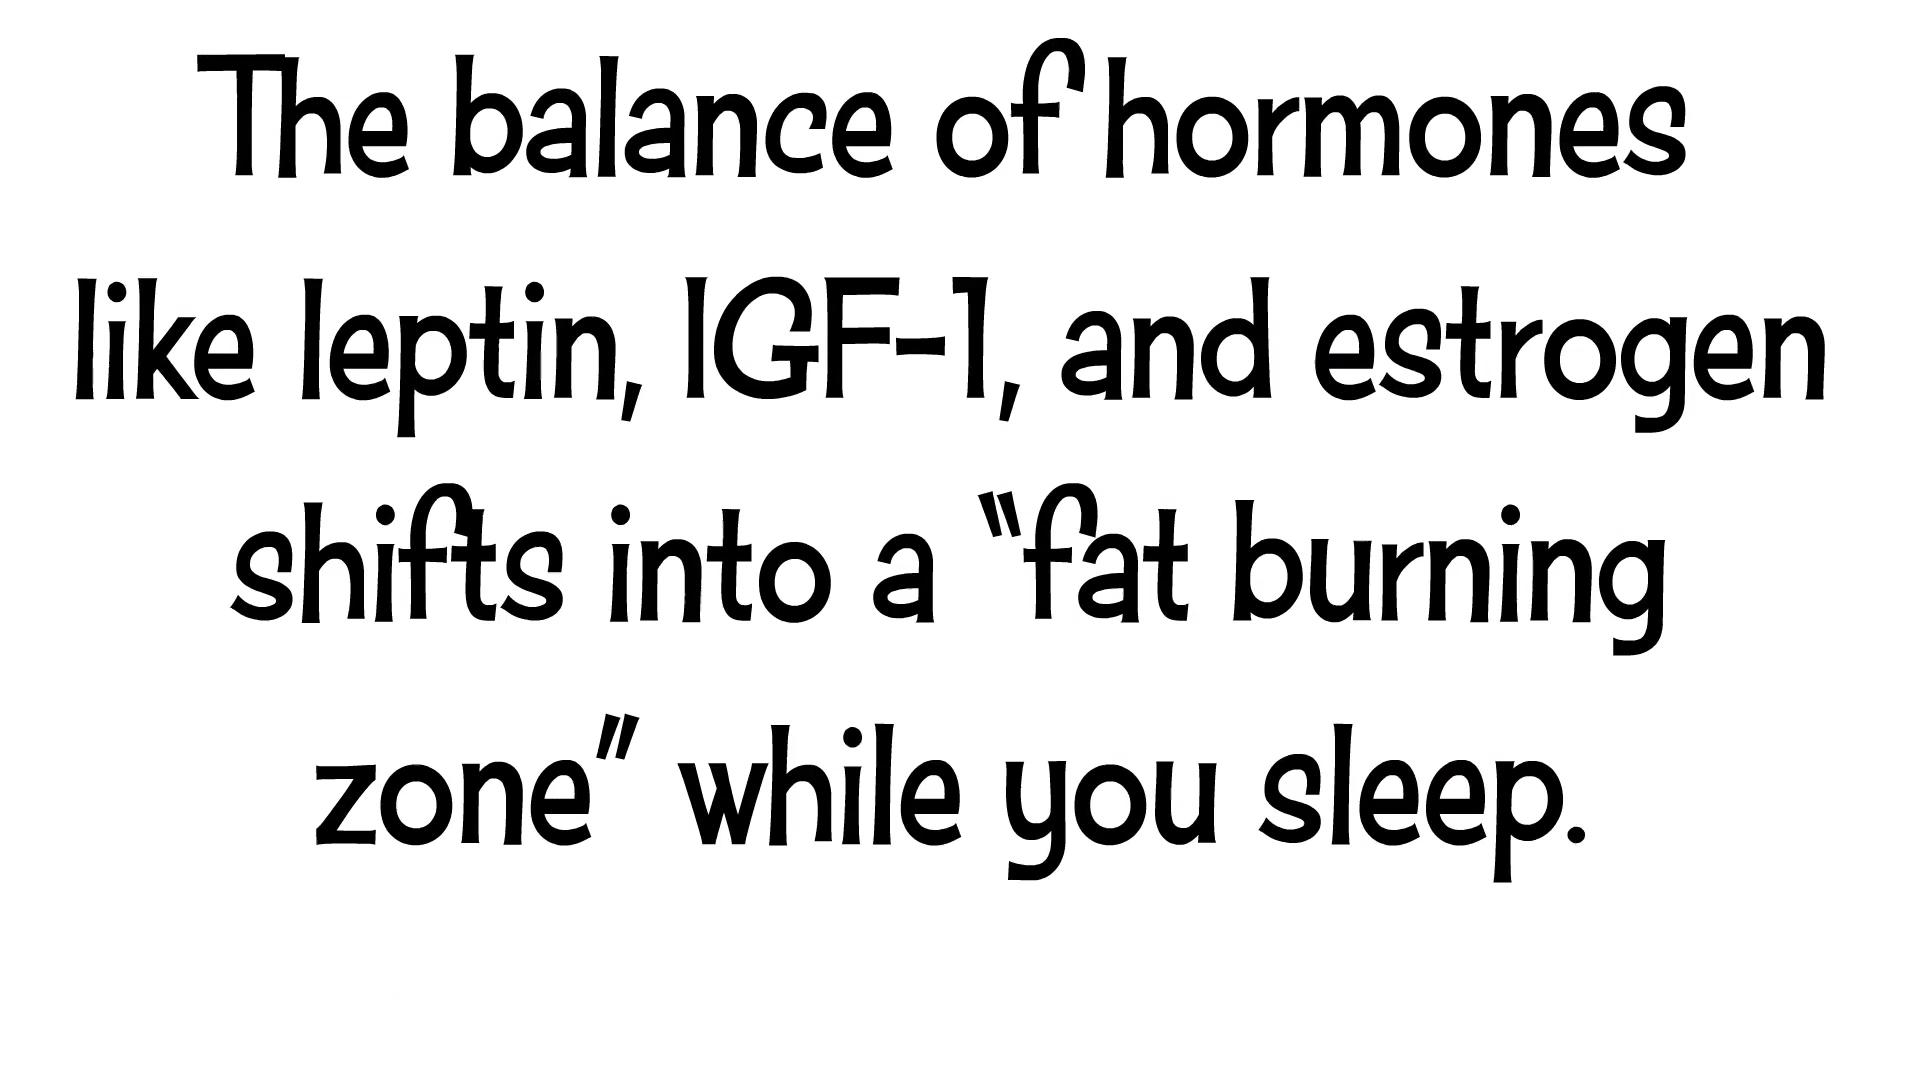 The balance of hormones
like leptin, IGF-1, and estrogen
shifts into a “fat burning
zone” while you sleep.